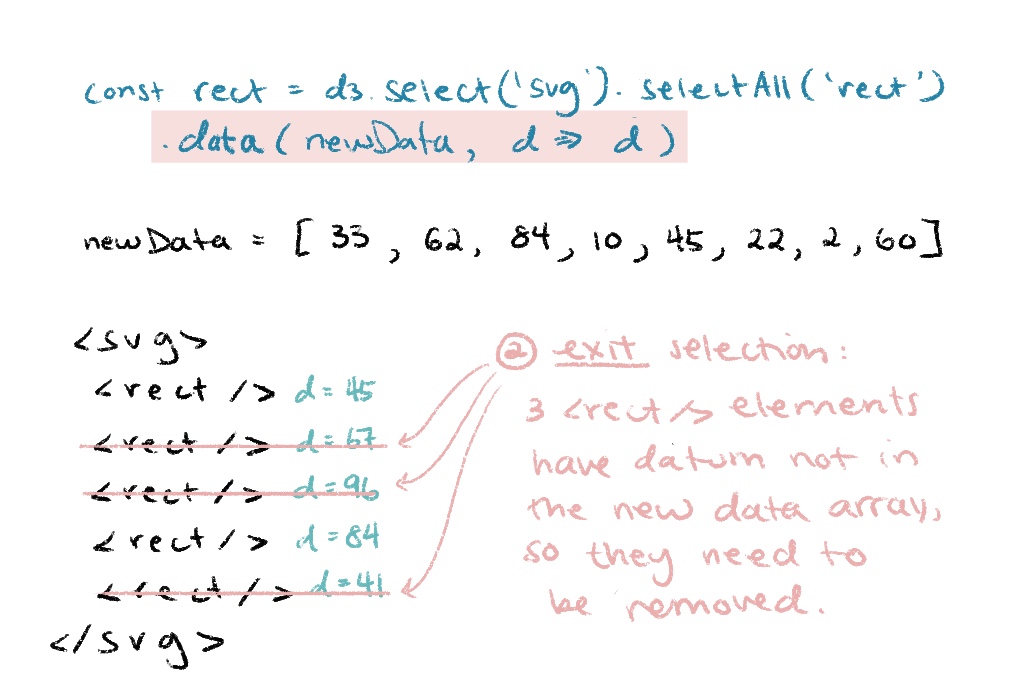 const rect = d3.select('svg').selectAll('rect')
.data(newData, d => d)
newData = [33, 62, 84, 10, 45, 22, 2, 60]
<svg>
<rect /> d=45
<rect /> d=67
<rect /> d=96
<rect /> d=84
<rect /> d=41
</svg>
② exit selection:
3 <rect/> elements
have datum not in
the new data array,
so they need to
be removed.